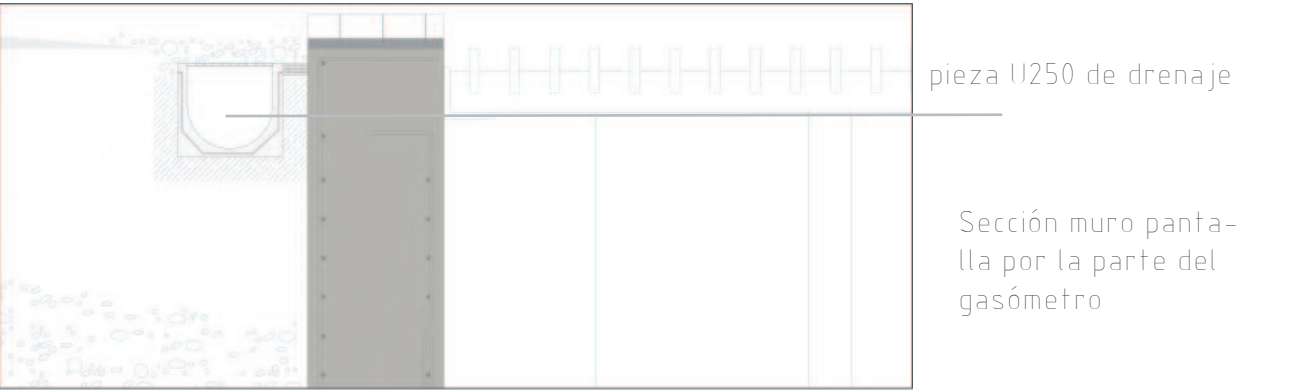 pieza U250 de drenaje
Sección muro panta-
lla por la parte del
gasómetro